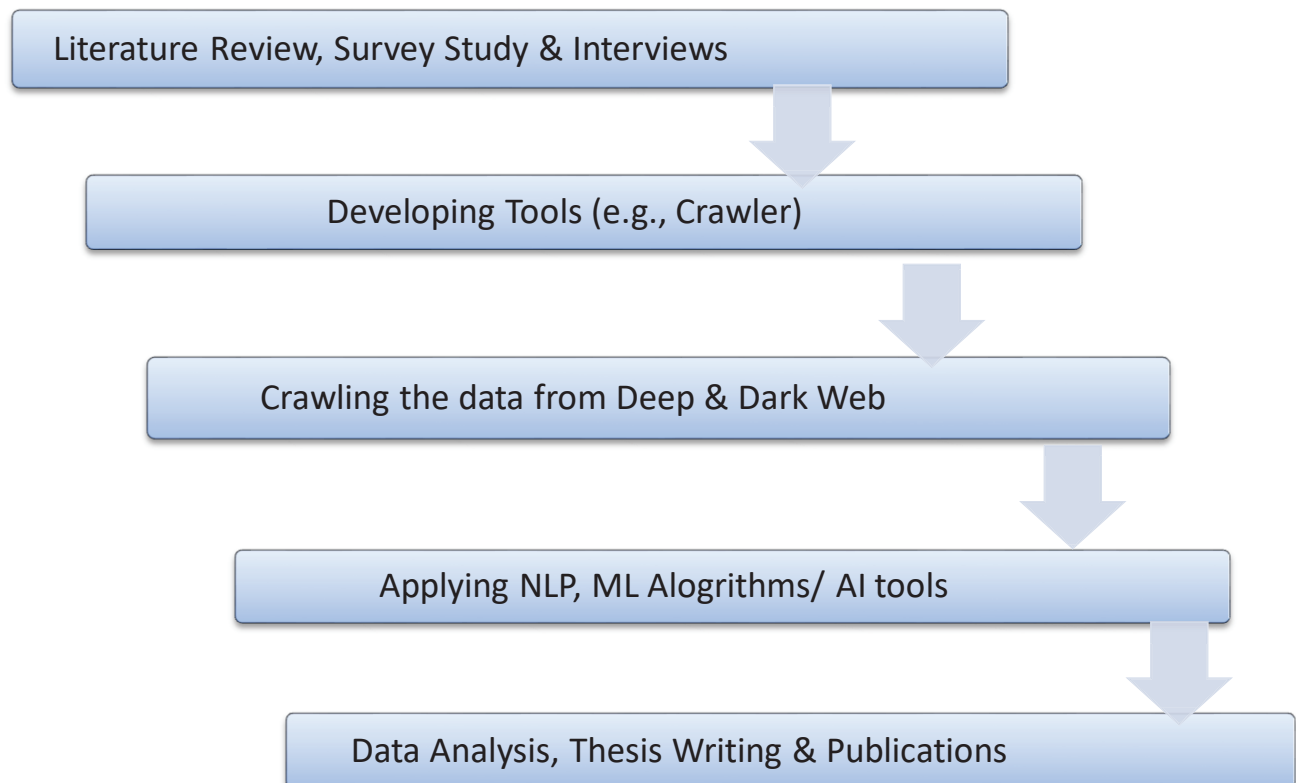 Literature Review, Survey Study & Interviews
Developing Tools (e.g., Crawler)
Crawling the data from Deep & Dark Web
Applying NLP, ML Alogrithms/ AI tools
Data Analysis, Thesis Writing & Publications